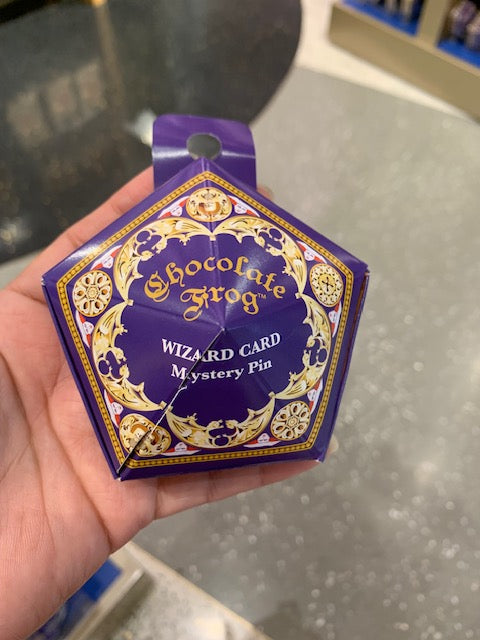 Chocolate
Frog™
WIZARD CARD
Mystery Pin